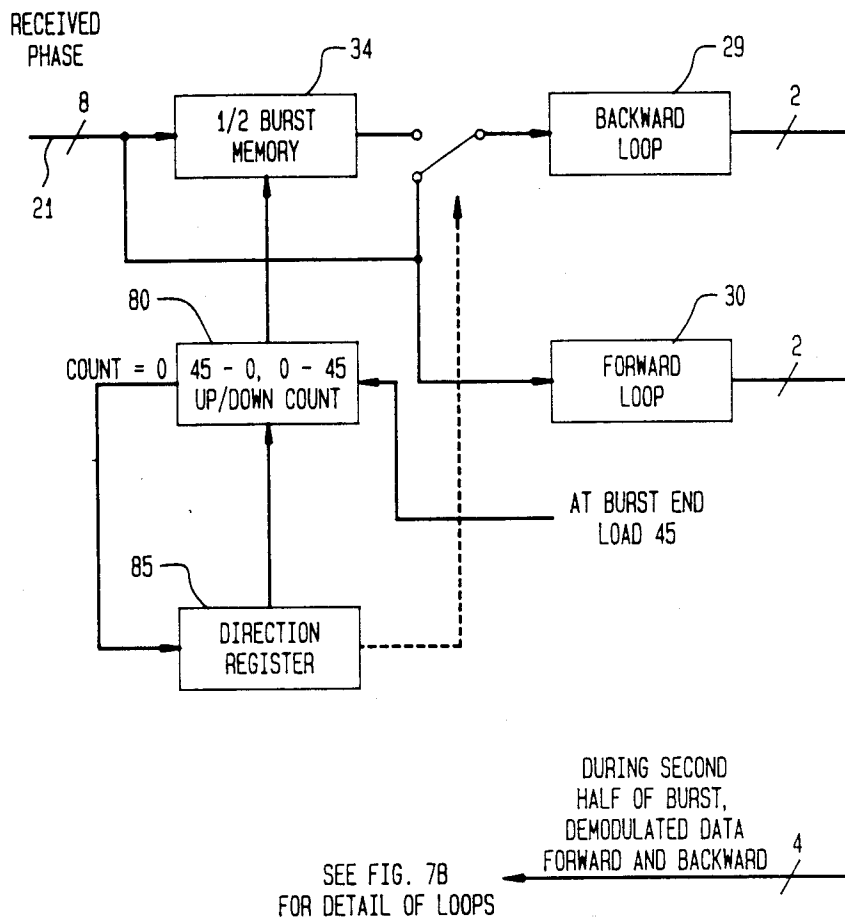 RECEIVED
PHASE
8
21
34
1/2 BURST
MEMORY
29
BACKWARD
LOOP
2
80
COUNT = 0
45 - 0, 0 - 45
UP/DOWN COUNT
30
FORWARD
LOOP
2
AT BURST END
LOAD 45
85
DIRECTION
REGISTER
DURING SECOND
HALF OF BURST,
DEMODULATED DATA
FORWARD AND BACKWARD
4
SEE FIG. 7B
FOR DETAIL OF LOOPS